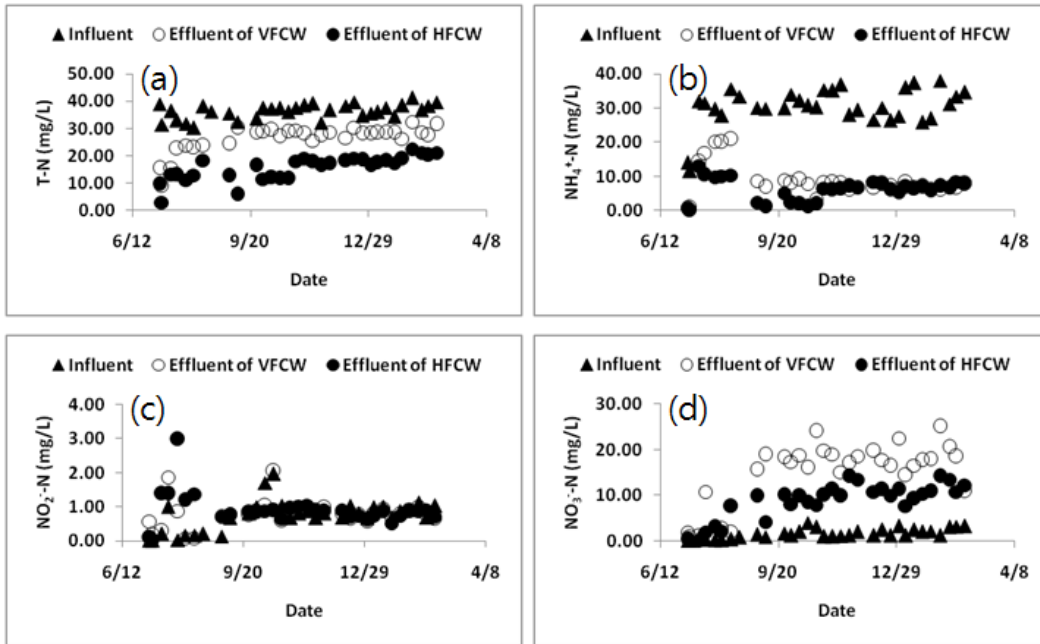 ▲ Influent ○ Effluent of VFCW ● Effluent of HFCW
(a)
T-N (mg/L)
50.00
40.00
30.00
20.00
10.00
0.00
6/12 9/20 12/29 4/8
Date
▲ Influent ○ Effluent of VFCW ● Effluent of HFCW
(b)
NH₄⁺-N (mg/L)
40.00
30.00
20.00
10.00
0.00
6/12 9/20 12/29 4/8
Date
▲ Influent ○ Effluent of VFCW ● Effluent of HFCW
(c)
NO₂⁻-N (mg/L)
4.00
3.00
2.00
1.00
0.00
6/12 9/20 12/29 4/8
Date
▲ Influent ○ Effluent of VFCW ● Effluent of HFCW
(d)
NO₃⁻-N (mg/L)
30.00
20.00
10.00
0.00
6/12 9/20 12/29 4/8
Date